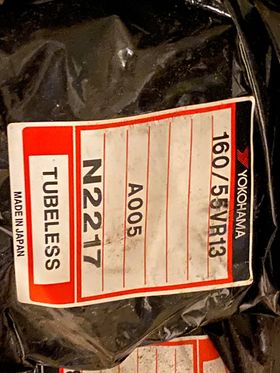 YOKOHAMA
160/55VR13
A005
N2217
TUBELESS
MADE IN JAPAN